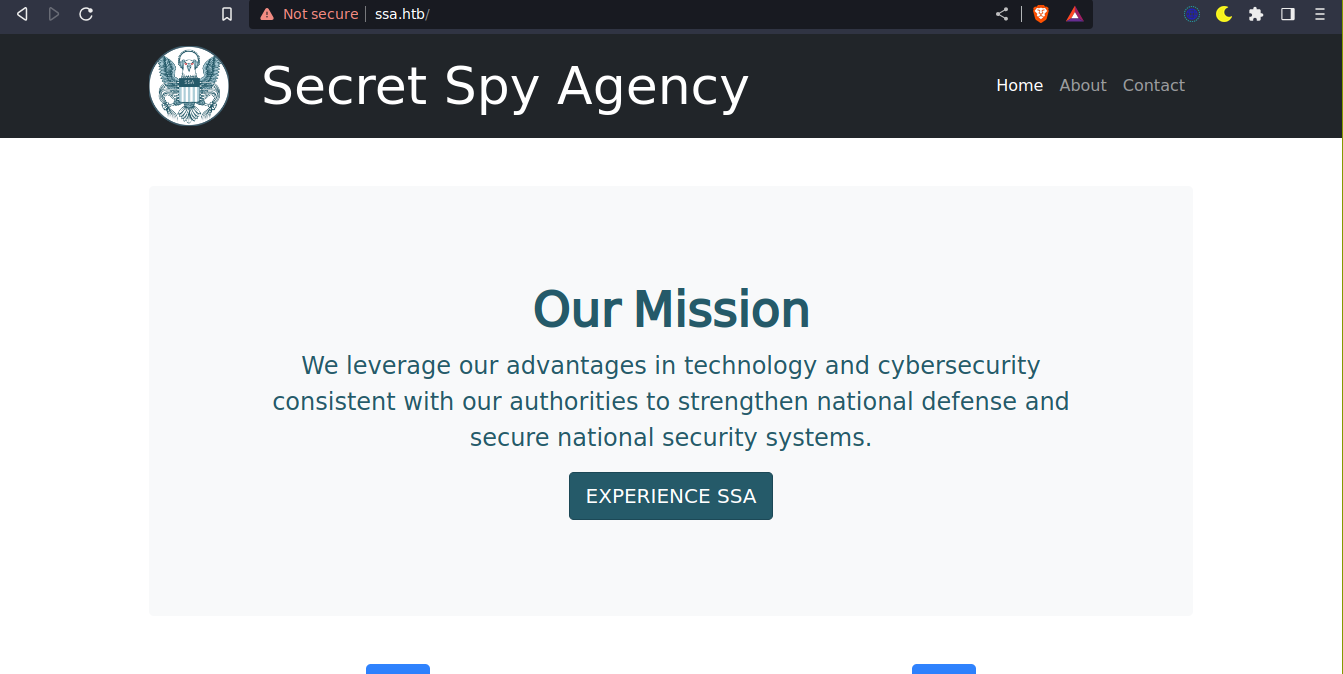 Not secure ssa.htb/
SSA
Secret Spy Agency
Home About Contact
Our Mission
We leverage our advantages in technology and cybersecurity
consistent with our authorities to strengthen national defense and
secure national security systems.
EXPERIENCE SSA